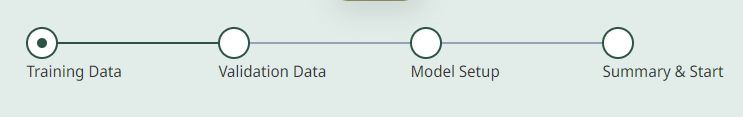 Training Data
Validation Data
Model Setup
Summary & Start